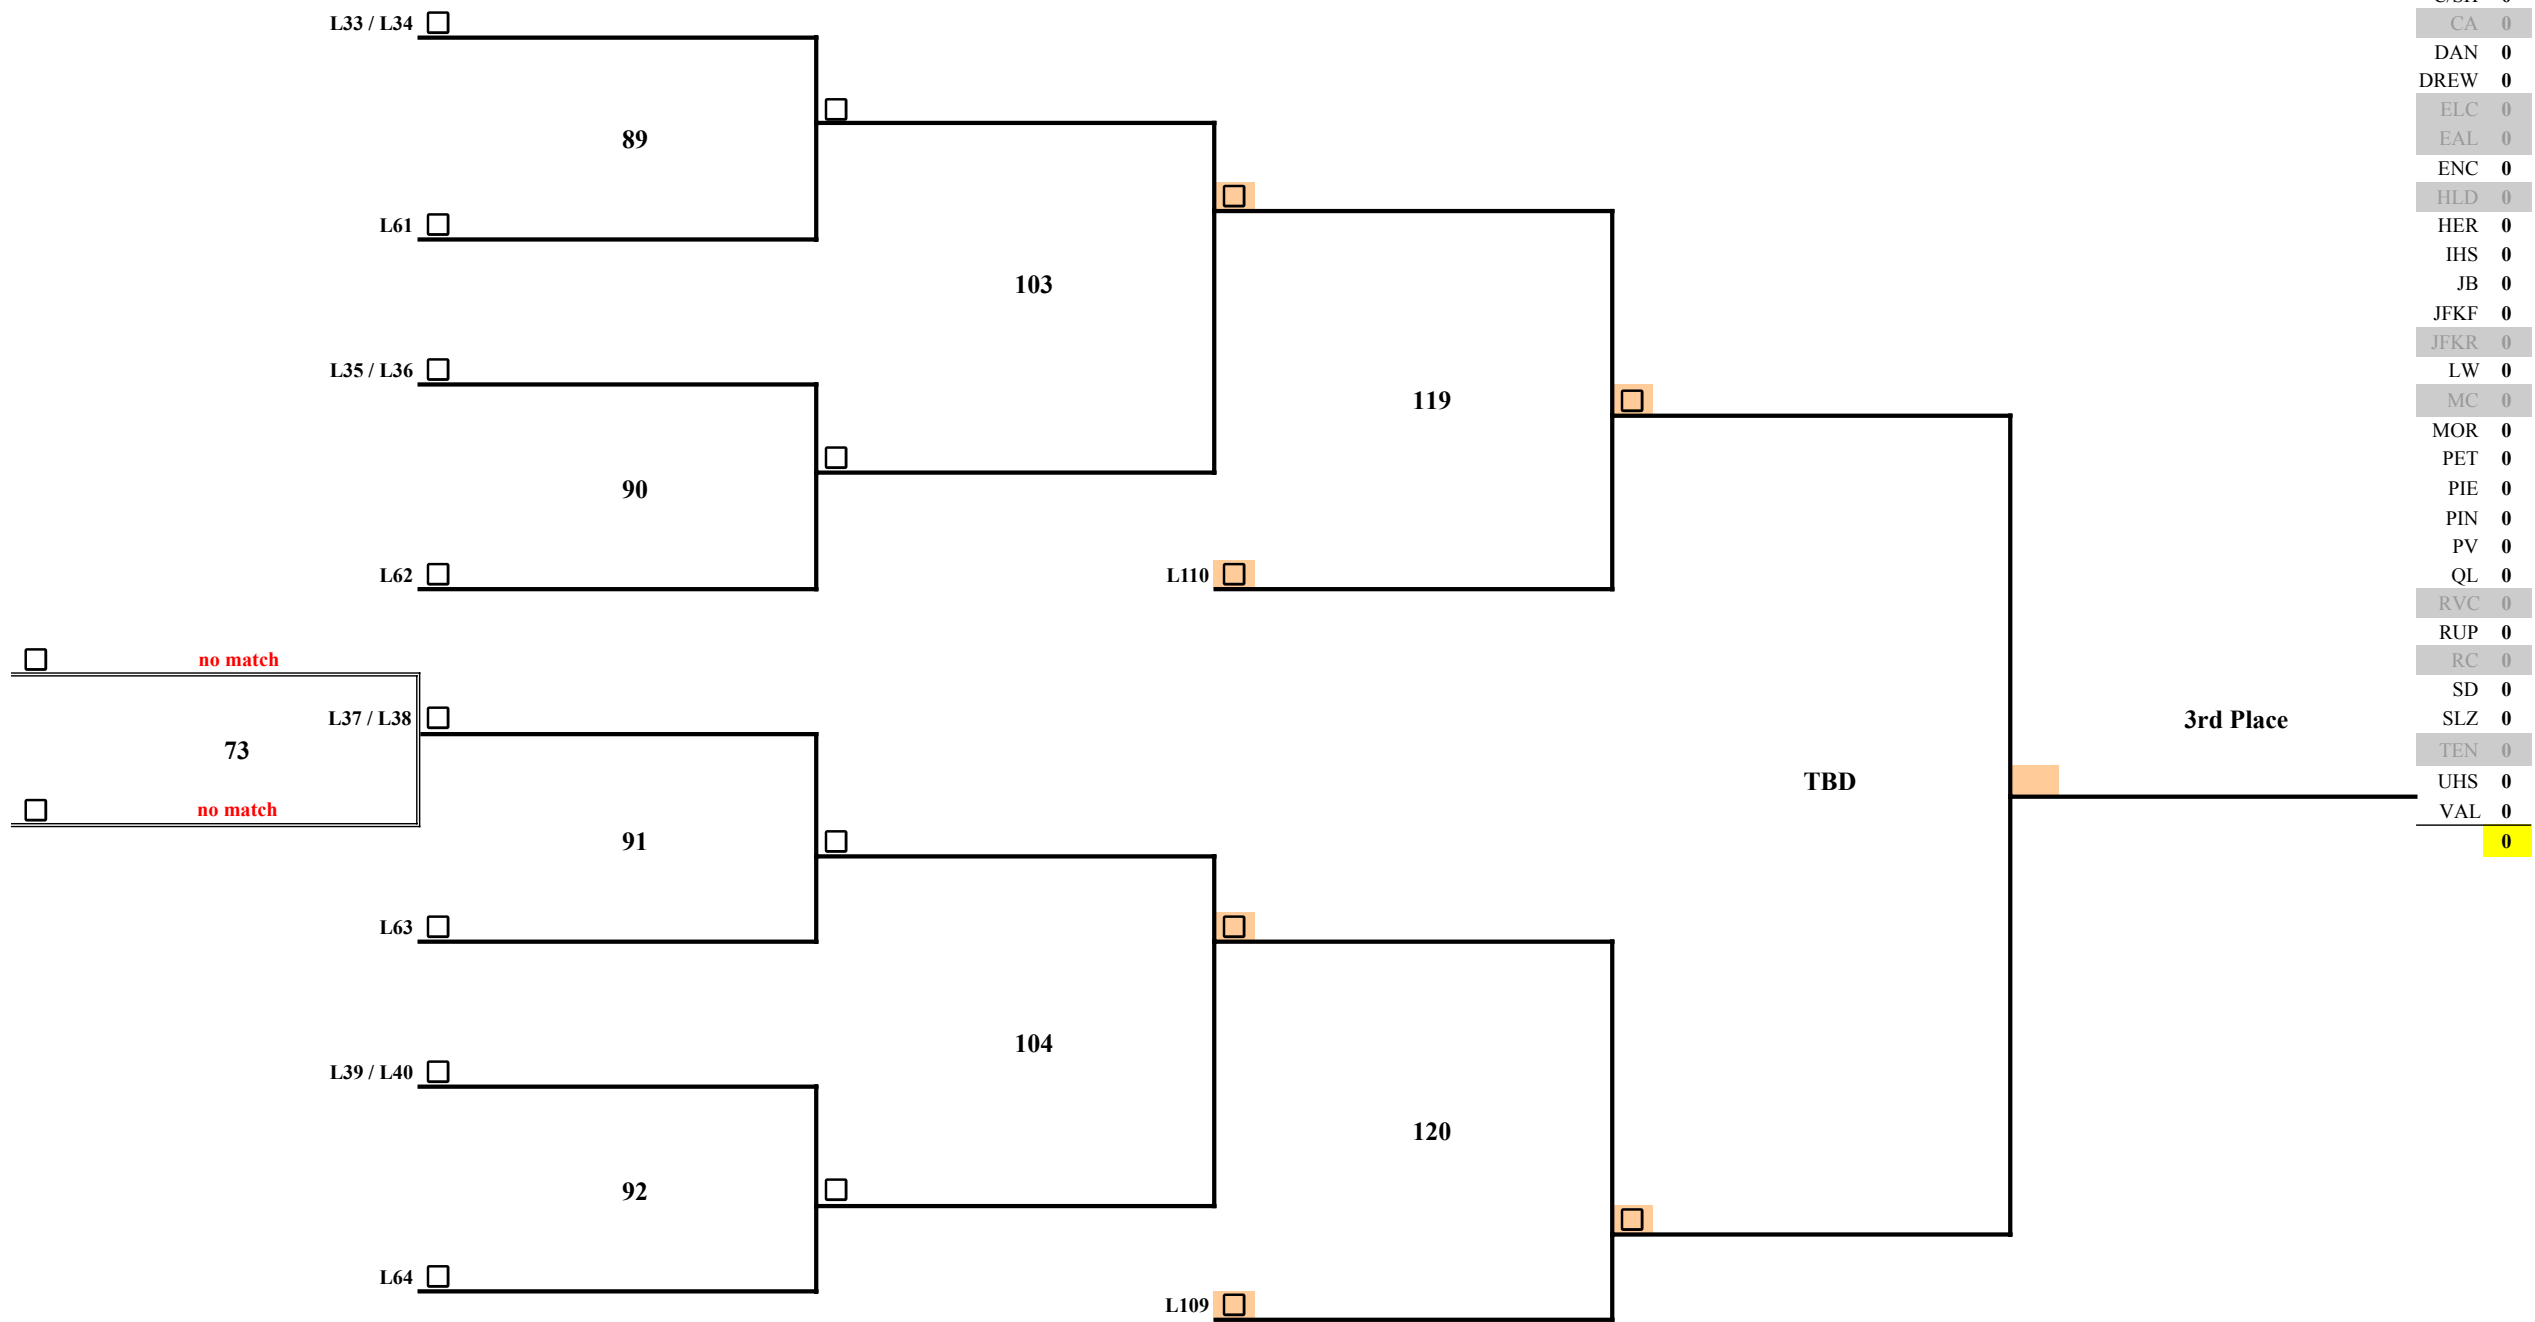 L33 / L34
89
L61
103
L35 / L36
119
90
L62
L110
no match
L37 / L38
73
no match
91
L63
TBD
3rd Place
104
L39 / L40
120
92
L64
L109
CA 0
DAN 0
DREW 0
ELC 0
EAL 0
ENC 0
HLD 0
HER 0
IHS 0
JB 0
JFKF 0
JFKR 0
LW 0
MC 0
MOR 0
PET 0
PIE 0
PIN 0
PV 0
QL 0
RVC 0
RUP 0
RC 0
SD 0
SLZ 0
TEN 0
UHS 0
VAL 0
0